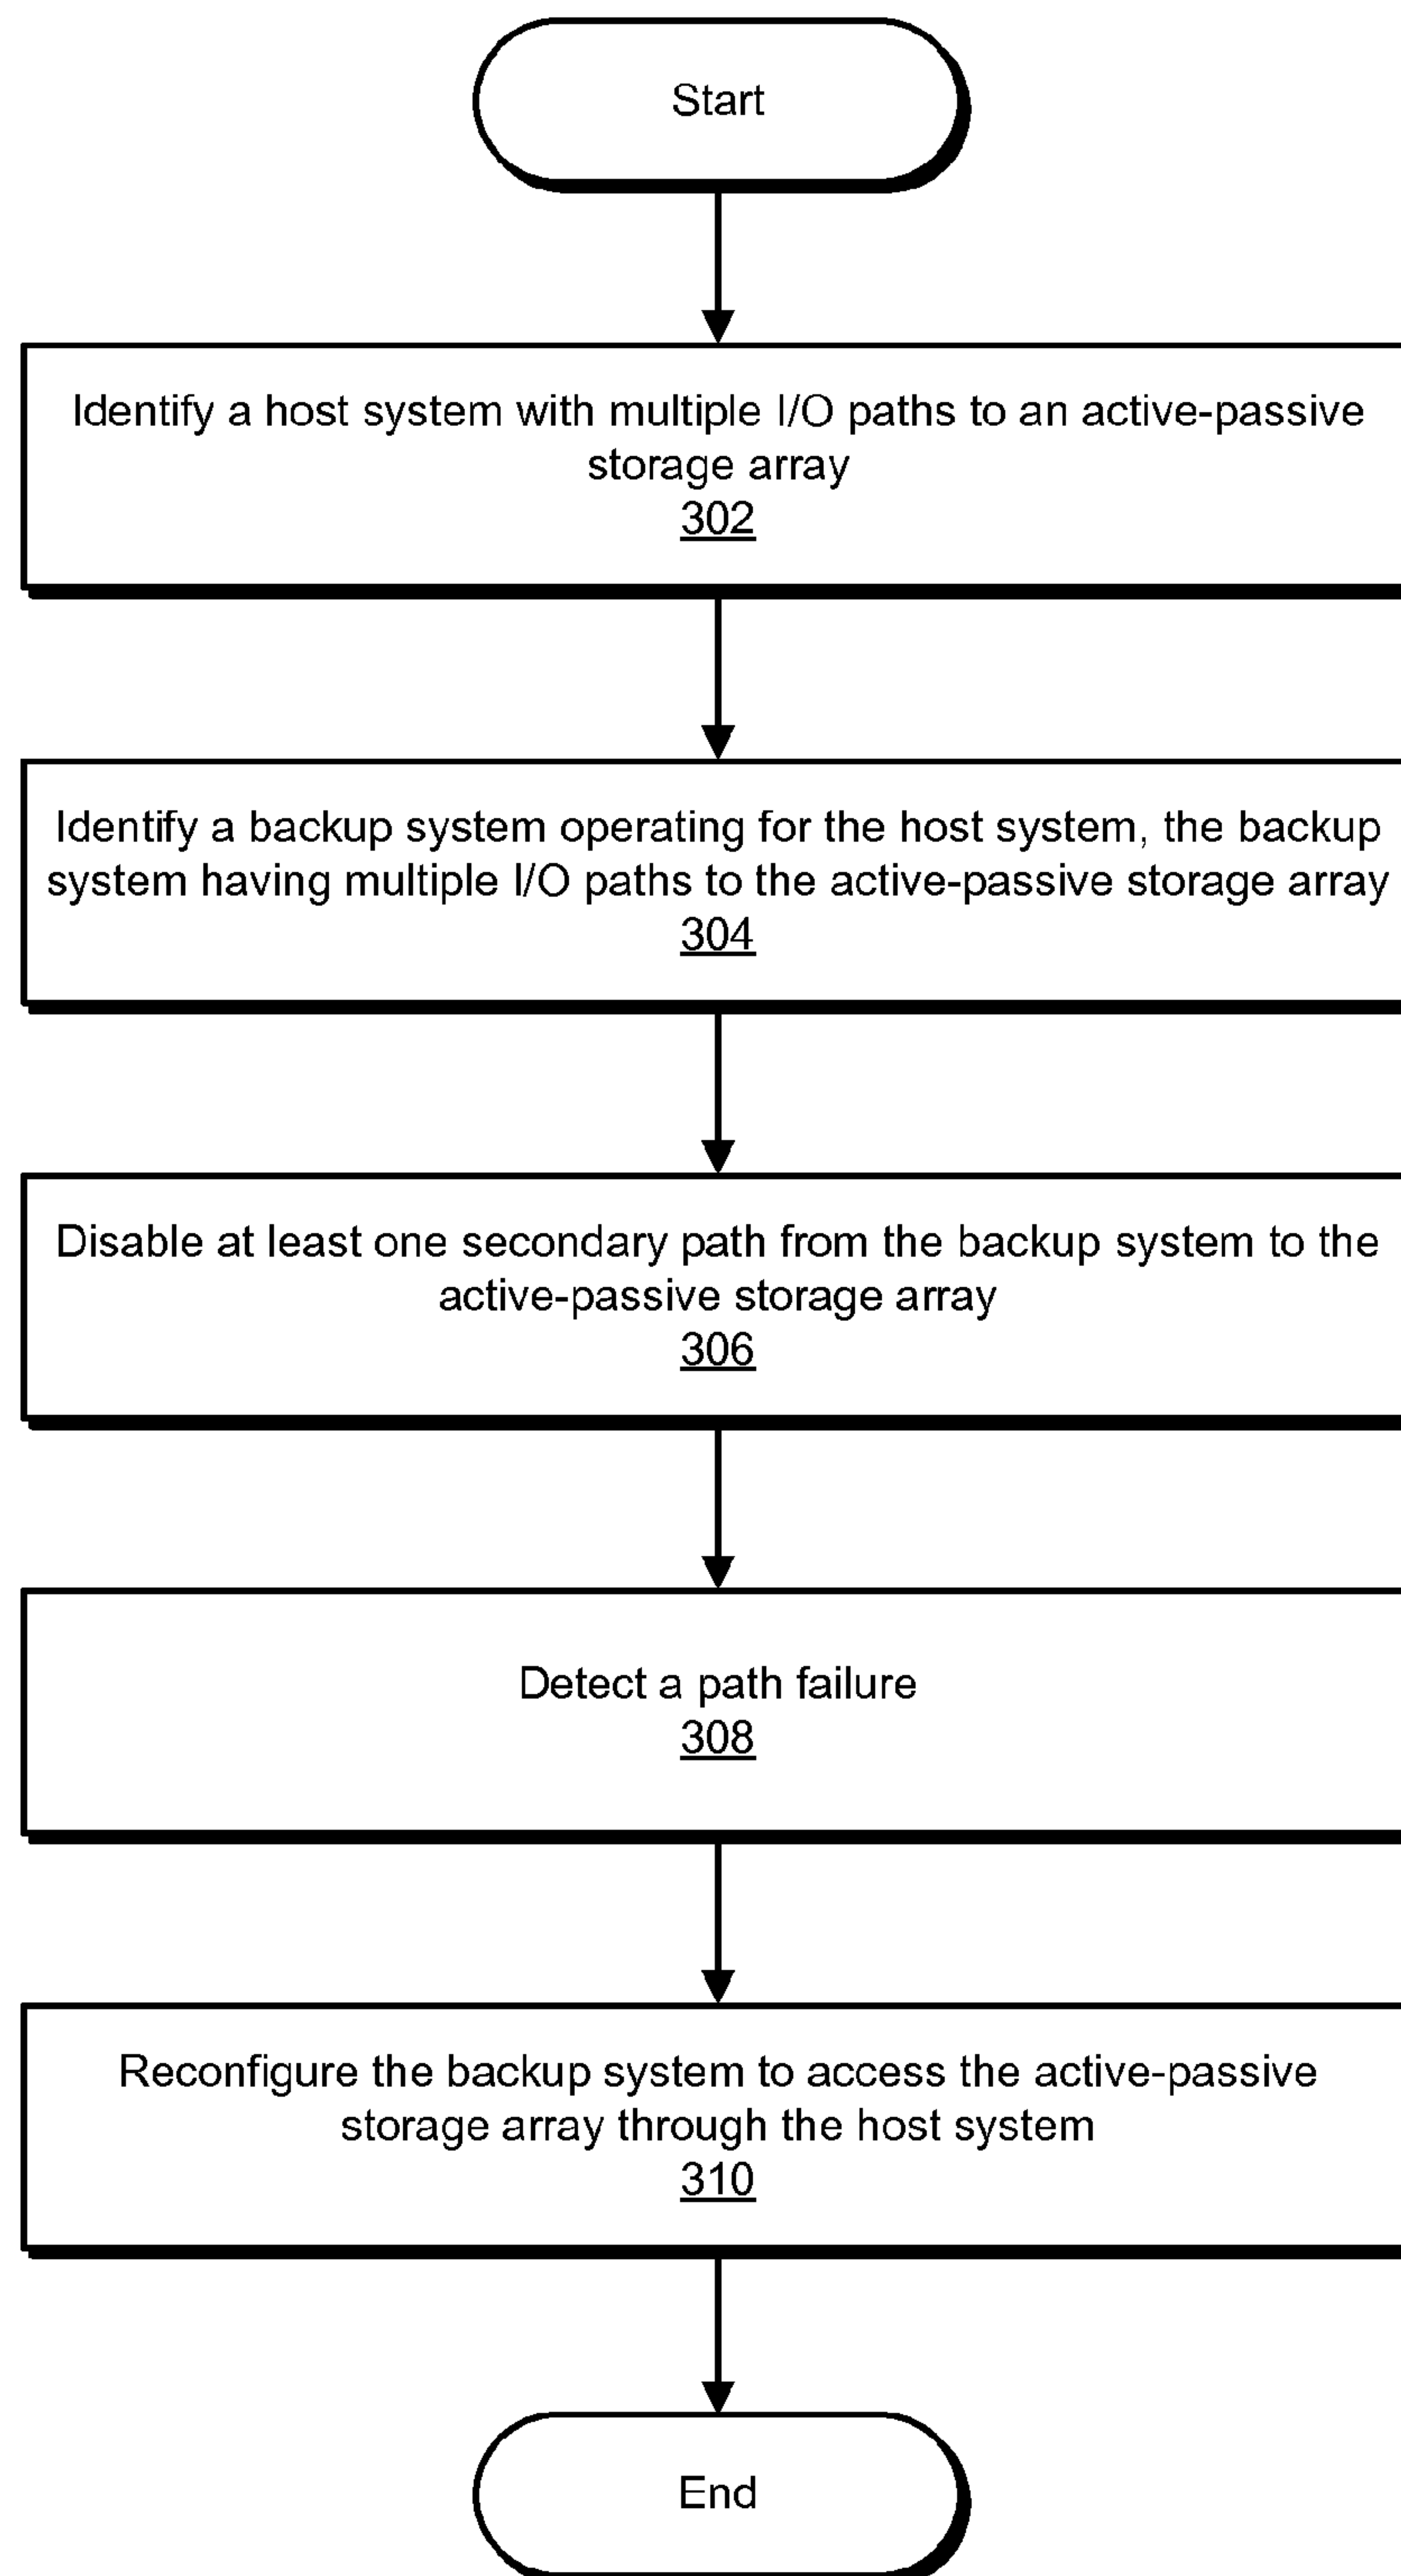 Start
Identify a host system with multiple I/O paths to an active-passive
storage array
302
Identify a backup system operating for the host system, the backup
system having multiple I/O paths to the active-passive storage array
304
Disable at least one secondary path from the backup system to the
active-passive storage array
306
Detect a path failure
308
Reconfigure the backup system to access the active-passive
storage array through the host system
310
End